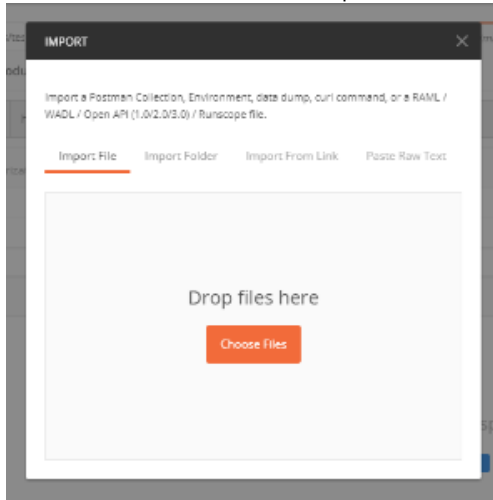 IMPORT
Import a Postman Collection, Environment, data dump, curl command, or a RAML /
WADL / Open API (1.0/2.0/3.0) / Runscope file.
Import File Import Folder Import From Link Paste Raw Text
Drop files here
Choose Files